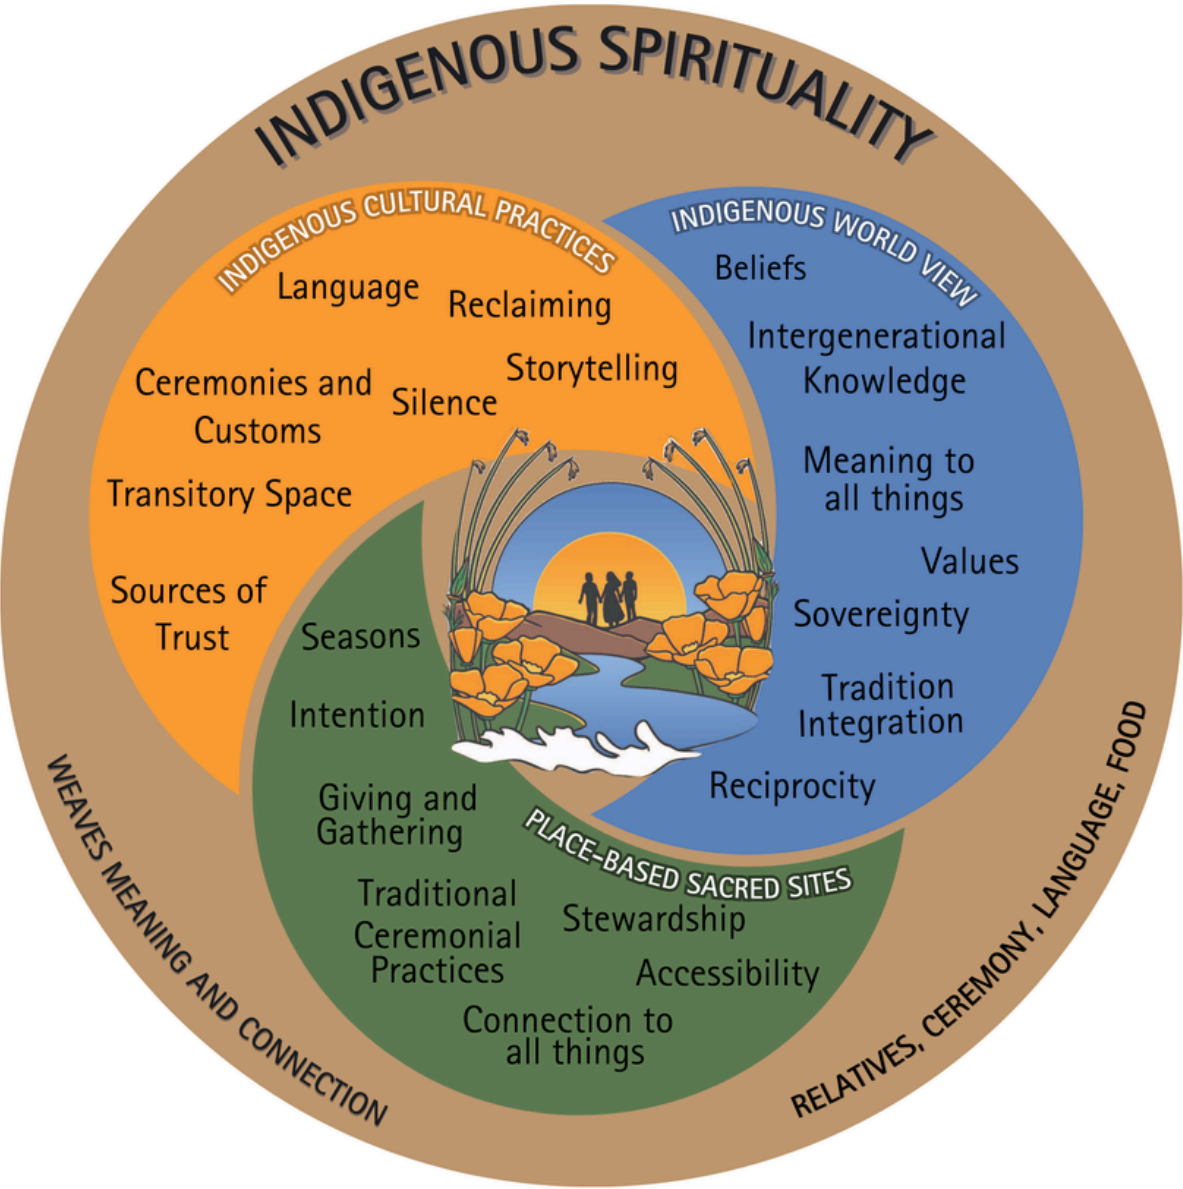 INDIGENOUS SPIRITUALITY
INDIGENOUS CULTURAL PRACTICES
Language
Reclaiming
Storytelling
Ceremonies and
Customs
Silence
Transitory Space
Sources of
Trust
INDIGENOUS WORLD VIEW
Beliefs
Intergenerational
Knowledge
Meaning to
all things
Values
Sovereignty
Tradition
Integration
Reciprocity
PLACE-BASED SACRED SITES
Seasons
Intention
Giving and
Gathering
Traditional
Ceremonial
Practices
Stewardship
Accessibility
Connection to
all things
WEAVES MEANING AND CONNECTION
RELATIVES, CEREMONY, LANGUAGE, FOOD